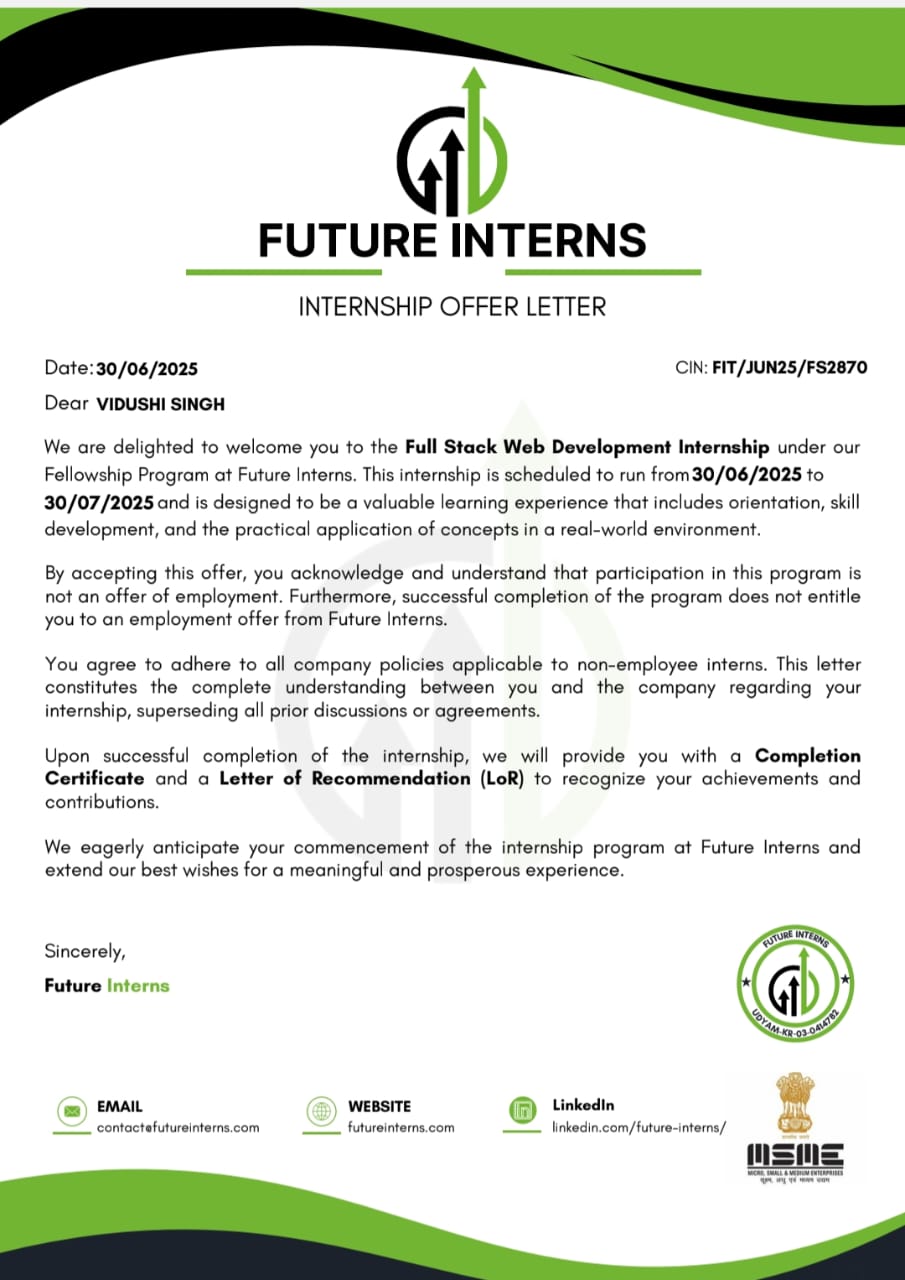 FUTURE INTERNS
INTERNSHIP OFFER LETTER
Date: 30/06/2025
CIN: FIT/JUN25/FS2870
Dear VIDUSHI SINGH
We are delighted to welcome you to the Full Stack Web Development Internship under our
Fellowship Program at Future Interns. This internship is scheduled to run from 30/06/2025 to
30/07/2025 and is designed to be a valuable learning experience that includes orientation, skill
development, and the practical application of concepts in a real-world environment.
By accepting this offer, you acknowledge and understand that participation in this program is
not an offer of employment. Furthermore, successful completion of the program does not entitle
you to an employment offer from Future Interns.
You agree to adhere to all company policies applicable to non-employee interns. This letter
constitutes the complete understanding between you and the company regarding your
internship, superseding all prior discussions or agreements.
Upon successful completion of the internship, we will provide you with a Completion
Certificate and a Letter of Recommendation (LoR) to recognize your achievements and
contributions.
We eagerly anticipate your commencement of the internship program at Future Interns and
extend our best wishes for a meaningful and prosperous experience.
Sincerely,
Future Interns
FUTURE INTERNS
UDYAM-KR-03-0414782
EMAIL
contact@futureinterns.com
WEBSITE
futureinterns.com
LinkedIn
linkedin.com/future-interns/
MSME
MICRO, SMALL & MEDIUM ENTERPRISES
सूक्ष्म, लघु एवं मध्यम उद्यम